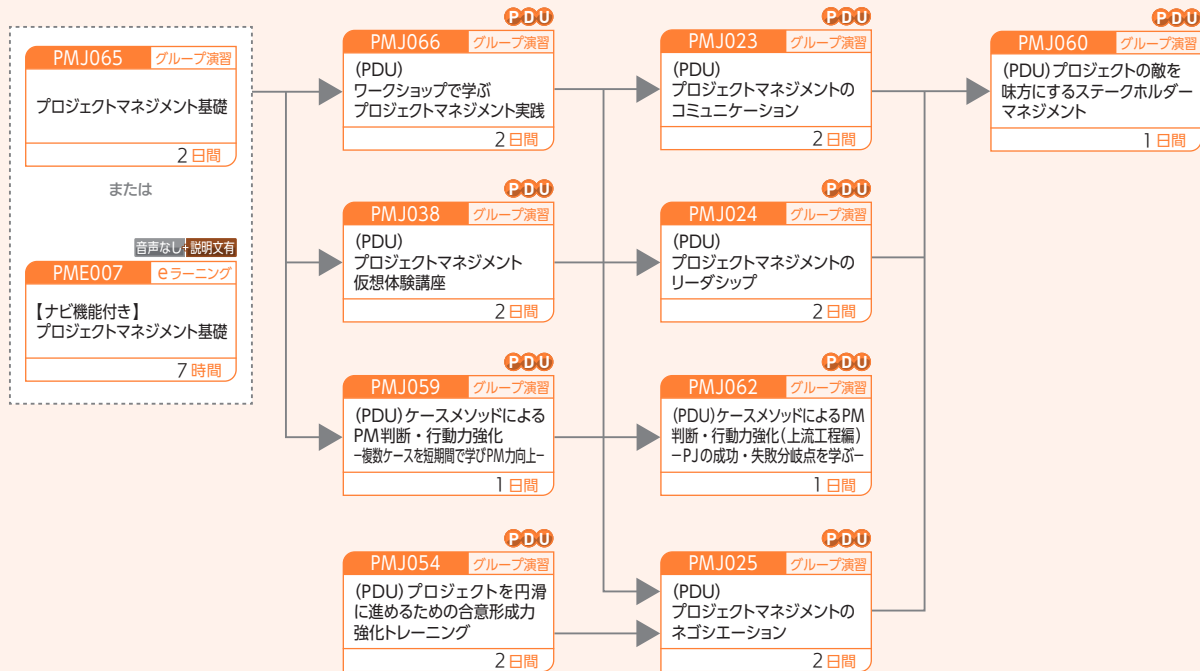 PMJ065 グループ演習
プロジェクトマネジメント基礎
2日間
または
音声なし+説明文有
PME007 eラーニング
【ナビ機能付き】
プロジェクトマネジメント基礎
7時間
PDU
PMJ066 グループ演習
(PDU)
ワークショップで学ぶ
プロジェクトマネジメント実践
2日間
PDU
PMJ038 グループ演習
(PDU)
プロジェクトマネジメント
仮想体験講座
2日間
PDU
PMJ059 グループ演習
(PDU)ケースメソッドによる
PM判断・行動力強化
−複数ケースを短期間で学びPM力向上−
1日間
PDU
PMJ054 グループ演習
(PDU)プロジェクトを円滑
に進めるための合意形成力
強化トレーニング
2日間
PDU
PMJ023 グループ演習
(PDU)
プロジェクトマネジメントの
コミュニケーション
2日間
PDU
PMJ024 グループ演習
(PDU)
プロジェクトマネジメントの
リーダシップ
2日間
PDU
PMJ062 グループ演習
(PDU)ケースメソッドによるPM
判断・行動力強化(上流工程編)
−PJの成功・失敗分岐点を学ぶ−
1日間
PDU
PMJ025 グループ演習
(PDU)
プロジェクトマネジメントの
ネゴシエーション
2日間
PDU
PMJ060 グループ演習
(PDU)プロジェクトの敵を
味方にするステークホルダー
マネジメント
1日間